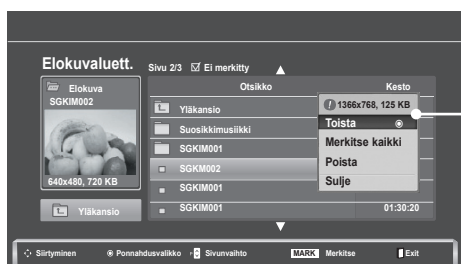 Elokuvaluett. Sivu 2/3 ☑ Ei merkitty
Elokuva
SGKIM002
640x480, 720 KB
Yläkansio
Otsikko Kesto
Yläkansio
Suosikkimusiikki
SGKIM001
SGKM002
SGKIM001
SGKIM001 01:30:20
1366x768, 125 KB
Toista
Merkitse kaikki
Poista
Sulje
Siirtyminen Ponnahdusvalikko Sivunvaihto MARK Merkitse Exit